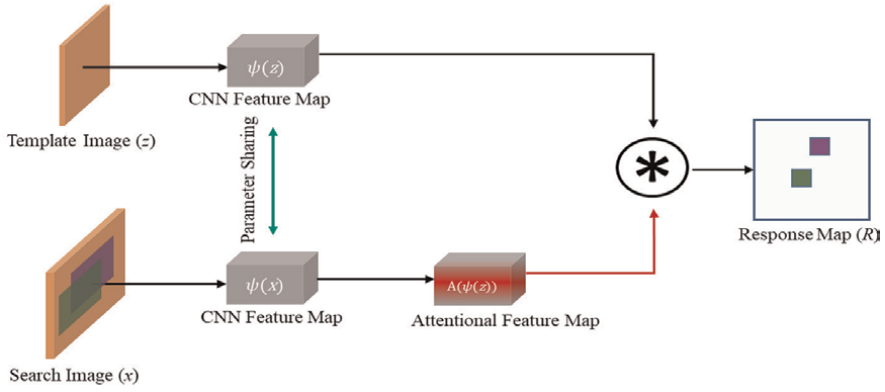 ψ(z)
CNN Feature Map
Template Image (z)
Parameter Sharing
*
Response Map (R)
ψ(x)
CNN Feature Map
A(ψ(z))
Attentional Feature Map
Search Image (x)